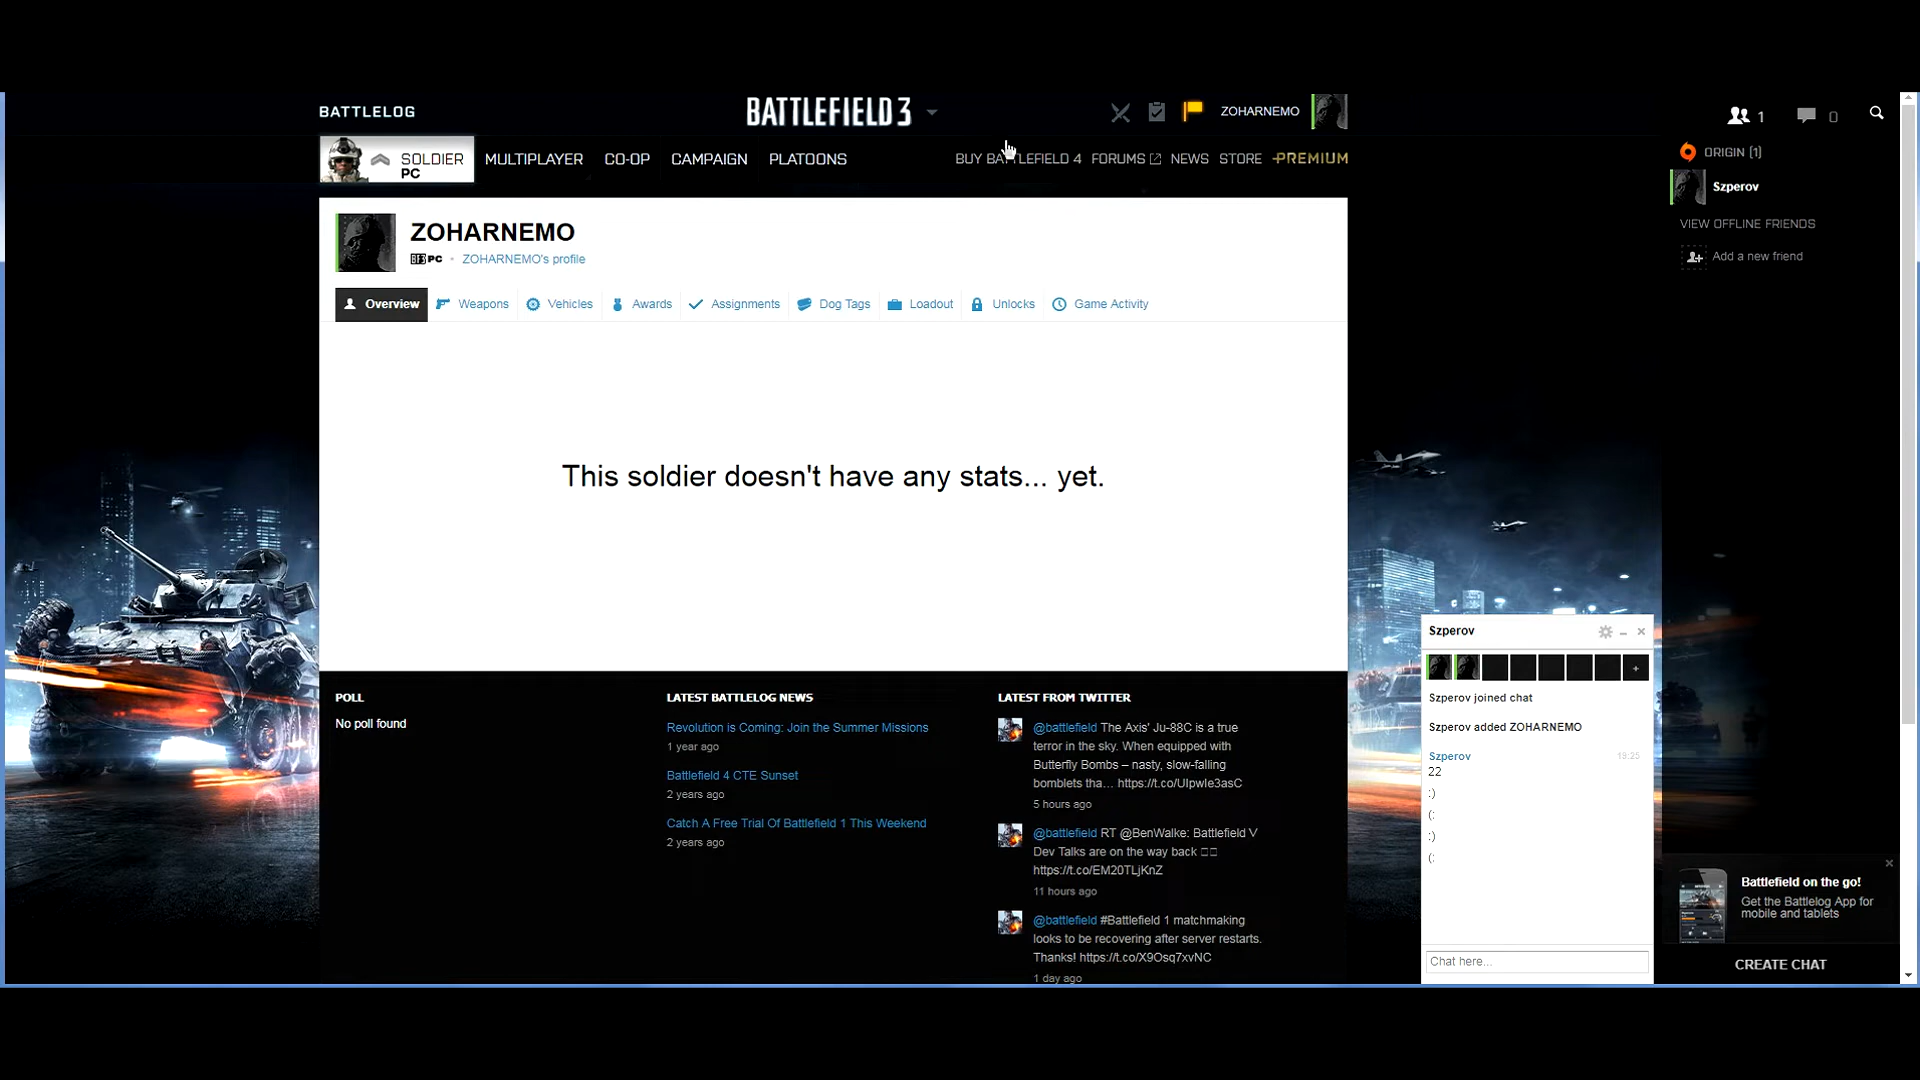 BATTLELOG
BATTLEFIELD 3
ZOHARNEMO
1
0
SOLDIER
PC
MULTIPLAYER
CO-OP
CAMPAIGN
PLATOONS
BUY BATTLEFIELD 4
FORUMS
NEWS
STORE
PREMIUM
ORIGIN (1)
Szperov
VIEW OFFLINE FRIENDS
Add a new friend
ZOHARNEMO
BF3 PC
ZOHARNEMO's profile
Overview
Weapons
Vehicles
Awards
Assignments
Dog Tags
Loadout
Unlocks
Game Activity
This soldier doesn't have any stats... yet.
POLL
No poll found
LATEST BATTLELOG NEWS
Revolution is Coming: Join the Summer Missions
1 year ago
Battlefield 4 CTE Sunset
2 years ago
Catch A Free Trial Of Battlefield 1 This Weekend
2 years ago
LATEST FROM TWITTER
@battlefield The Axis' Ju-88C is a true
terror in the sky. When equipped with
Butterfly Bombs – nasty, slow-falling
bomblets tha… https://t.co/UIpwle3asC
5 hours ago
@battlefield RT @BenWalke: Battlefield V
Dev Talks are on the way back
https://t.co/EM20TLjKnZ
11 hours ago
@battlefield #Battlefield 1 matchmaking
looks to be recovering after server restarts.
Thanks! https://t.co/X9Osq7xvNC
1 day ago
Szperov
Szperov joined chat
Szperov added ZOHARNEMO
Szperov 19:25
22
:)
(:
:)
(:
Chat here...
Battlefield on the go!
Get the Battlelog App for
mobile and tablets
CREATE CHAT